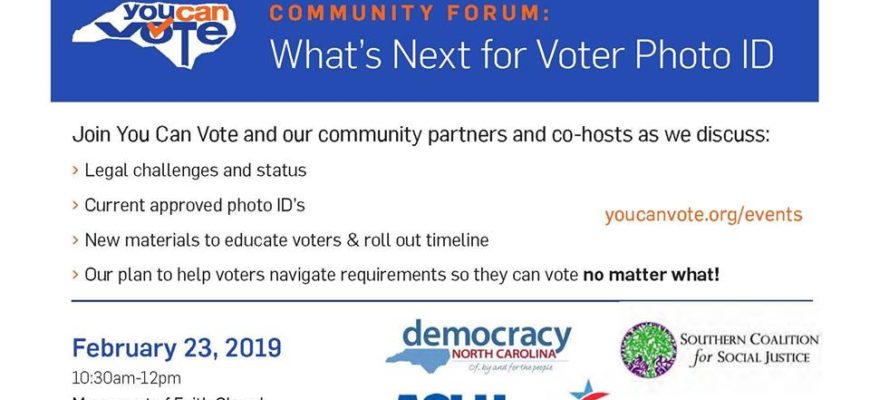 you can
VOTE
COMMUNITY FORUM:
What's Next for Voter Photo ID
Join You Can Vote and our community partners and co-hosts as we discuss:
> Legal challenges and status
> Current approved photo ID's
> New materials to educate voters & roll out timeline
> Our plan to help voters navigate requirements so they can vote no matter what!
youcanvote.org/events
February 23, 2019
10:30am-12pm
democracy
NORTH CAROLINA
Of, by and for the people
SOUTHERN COALITION
for SOCIAL JUSTICE